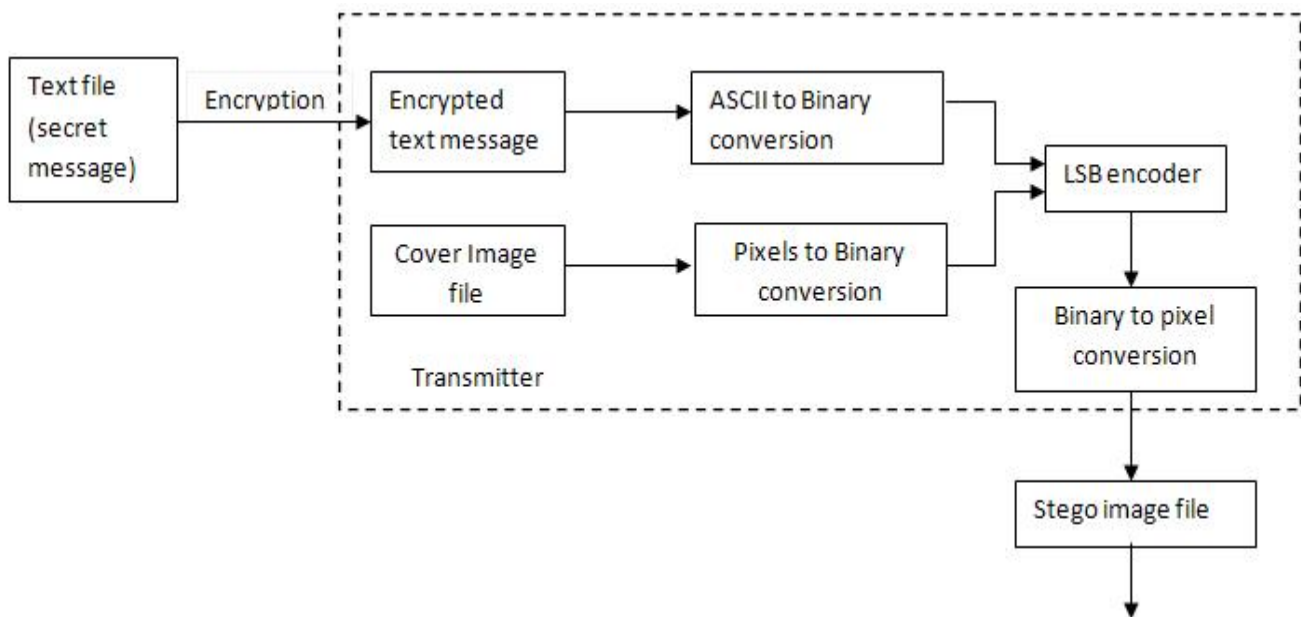 Text file
(secret
message)
Encryption
Encrypted
text message
ASCII to Binary
conversion
LSB encoder
Cover Image
file
Pixels to Binary
conversion
Binary to pixel
conversion
Transmitter
Stego image file